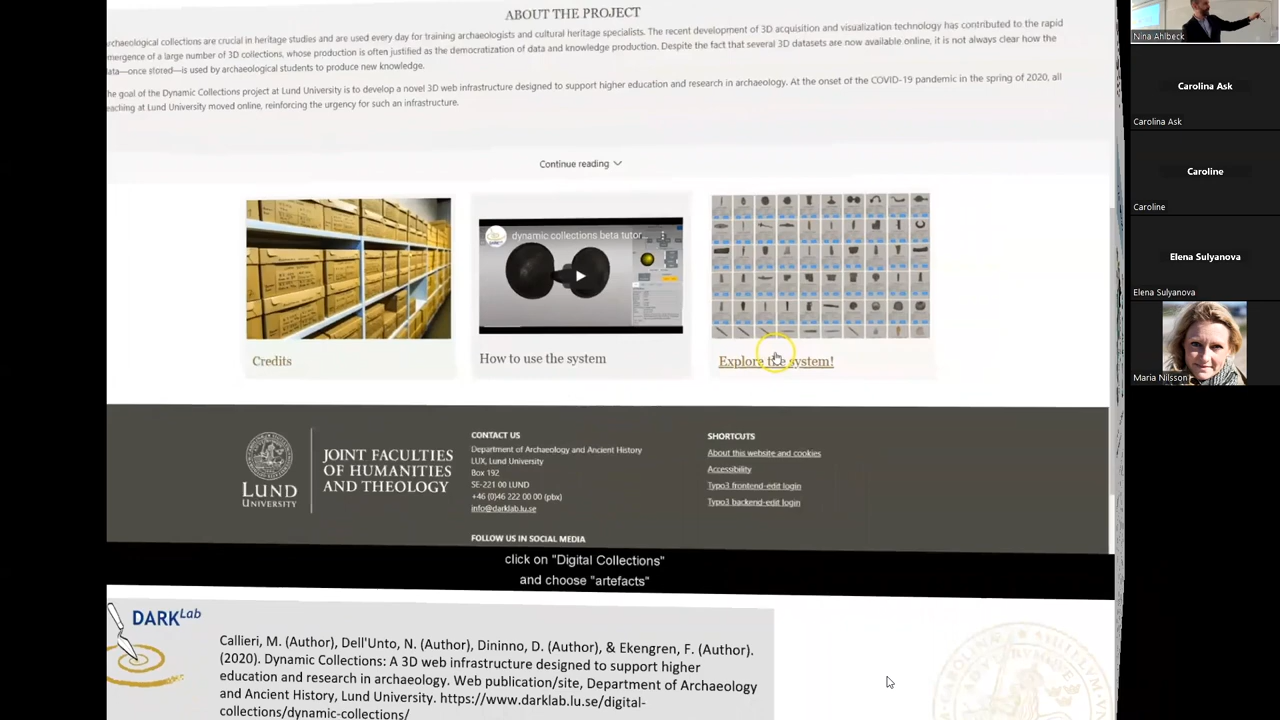 ABOUT THE PROJECT
rchaeological collections are crucial in heritage studies and are used every day for training archaeologists and cultural heritage specialists. The recent development of 3D acquisition and visualization technology has contributed to the rapid
mergence of a large number of 3D collections, whose production is often justified as the democratization of data and knowledge production. Despite the fact that several 3D datasets are now available online, it is not always clear how the
ata—once stored—is used by archaeological students to produce new knowledge.
he goal of the Dynamic Collections project at Lund University is to develop a novel 3D web infrastructure designed to support higher education and research in archaeology. At the onset of the COVID-19 pandemic in the spring of 2020, all
eaching at Lund University moved online, reinforcing the urgency for such an infrastructure.
Continue reading
dynamic collections beta tutor...
Credits
How to use the system
Explore the system!
LUND
UNIVERSITY
JOINT FACULTIES
OF HUMANITIES
AND THEOLOGY
CONTACT US
Department of Archaeology and Ancient History
LUX, Lund University
Box 192
SE-221 00 LUND
+46 (0)46 222 00 00 (pbx)
info@darklab.lu.se
FOLLOW US IN SOCIAL MEDIA
SHORTCUTS
About this website and cookies
Accessibility
Typo3 frontend-edit login
Typo3 backend-edit login
click on "Digital Collections"
and choose "artefacts"
DARKLab
Callieri, M. (Author), Dell'Unto, N. (Author), Dininno, D. (Author), & Ekengren, F. (Author).
(2020). Dynamic Collections: A 3D web infrastructure designed to support higher
education and research in archaeology. Web publication/site, Department of Archaeology
and Ancient History, Lund University. https://www.darklab.lu.se/digital-
collections/dynamic-collections/
Nina Ahlbeck
Carolina Ask
Carolina Ask
Caroline
Caroline
Elena Sulyanova
Elena Sulyanova
Maria Nilsson